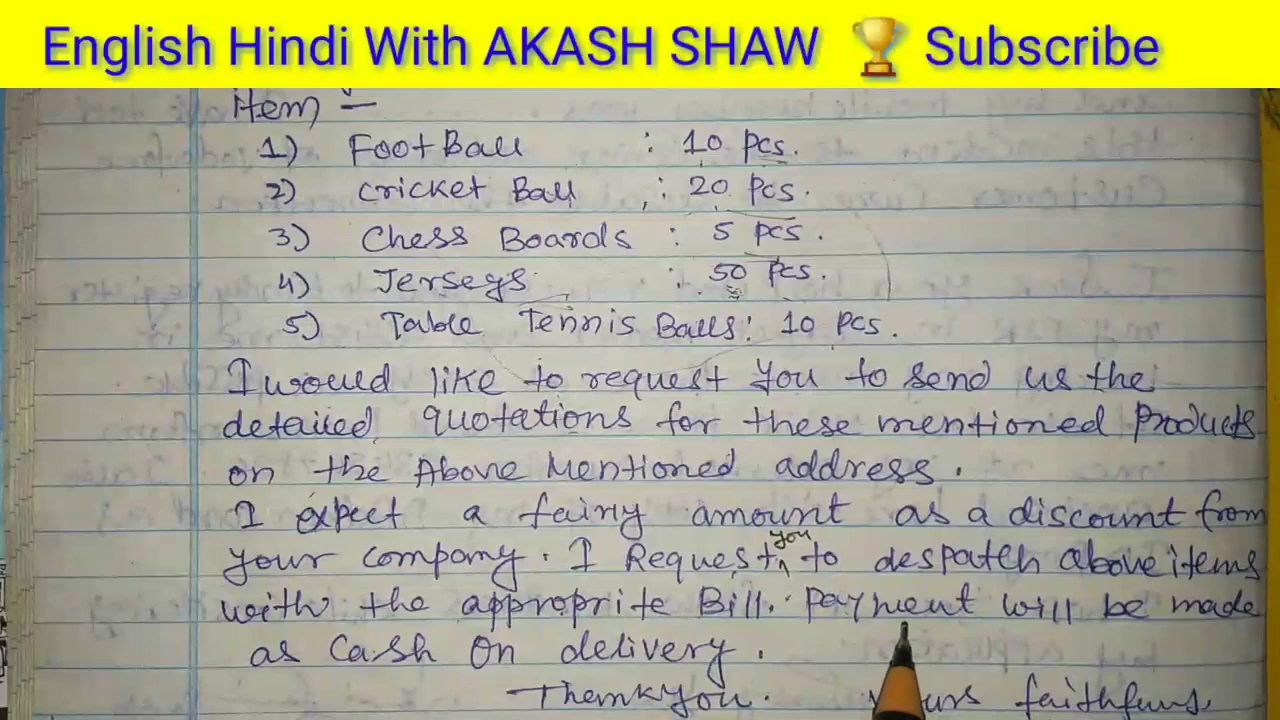 English Hindi With AKASH SHAW 🏆 Subscribe
item :-
1) FootBall : 10 Pcs.
2) Cricket Ball : 20 Pcs.
3) Chess Boards : 5 Pcs.
4) Jerseys : 50 Pcs.
5) Table Tennis Balls : 10 Pcs.
I would like to request you to send us the
detailed quotations for these mentioned Products
on the Above Mentioned address.
I expect a fairly amount as a discount from
your company. I Request you to despatch above items
with the approprite Bill. Payment will be made
as Cash On delivery.
Thankyou. faithfully